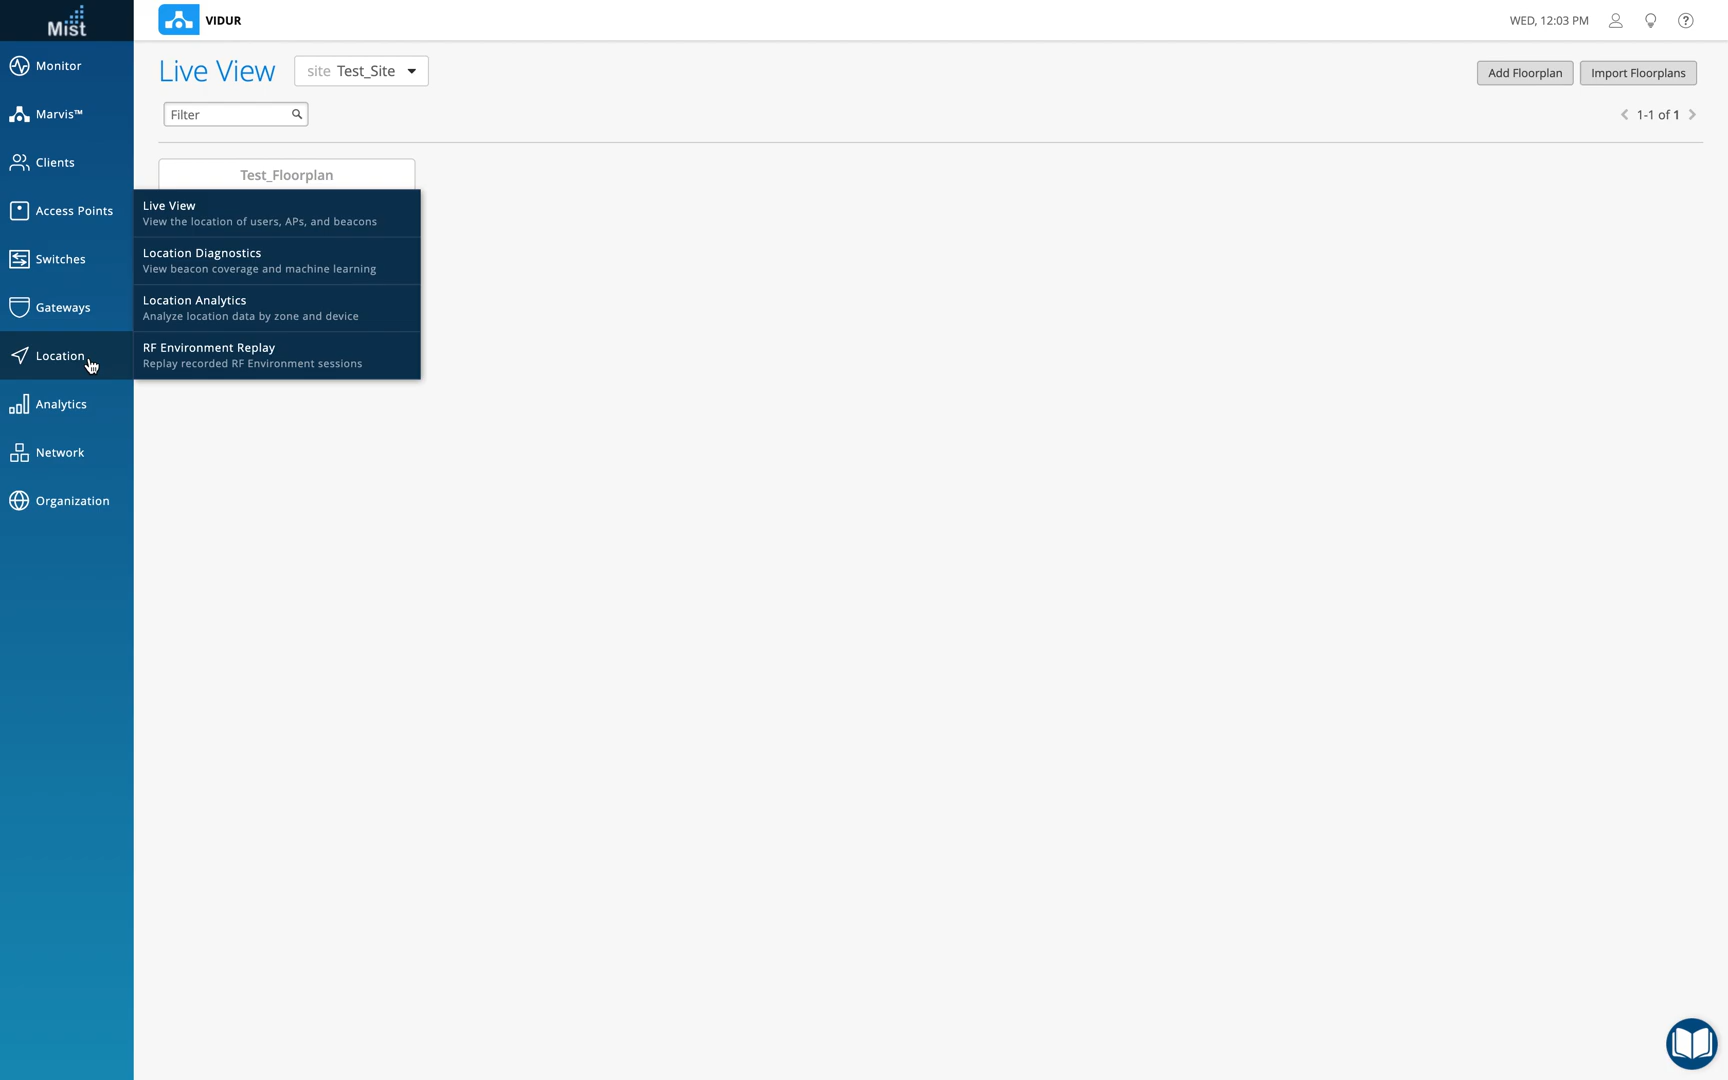 Mist
VIDUR
WED, 12:03 PM
Monitor
Marvis™
Clients
Access Points
Switches
Gateways
Location
Analytics
Network
Organization
Live View
site Test_Site
Add Floorplan
Import Floorplans
Filter
1-1 of 1
Test_Floorplan
Live View
View the location of users, APs, and beacons
Location Diagnostics
View beacon coverage and machine learning
Location Analytics
Analyze location data by zone and device
RF Environment Replay
Replay recorded RF Environment sessions